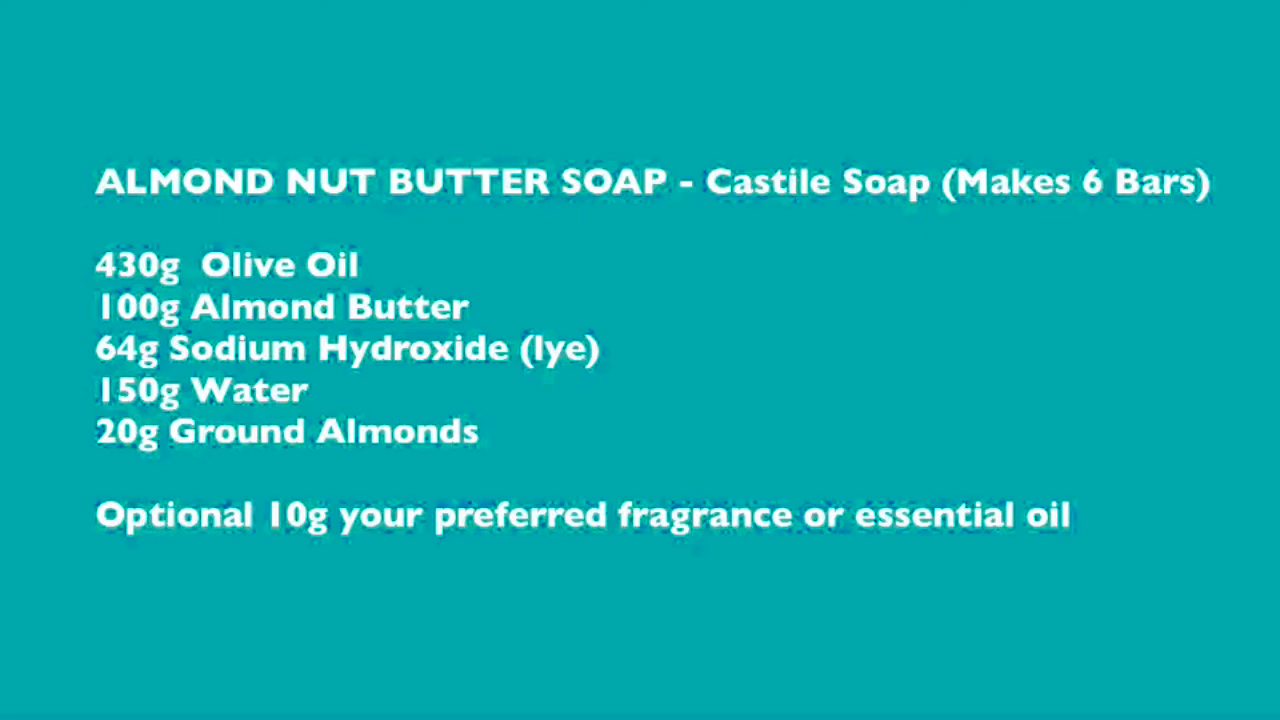 ALMOND NUT BUTTER SOAP - Castile Soap (Makes 6 Bars)
430g  Olive Oil
100g Almond Butter
64g Sodium Hydroxide (lye)
150g Water
20g Ground Almonds
Optional 10g your preferred fragrance or essential oil